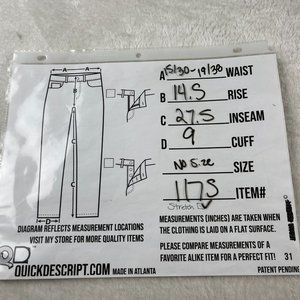 A 15/30-19/38 WAIST
B 14.5 RISE
C 27.5 INSEAM
D 9 CUFF
No Size SIZE
1175 ITEM#
Stretch
A A
B
C
D
DIAGRAM REFLECTS MEASUREMENT LOCATIONS
VISIT MY STORE FOR MORE QUALITY ITEMS
MEASUREMENTS (INCHES) ARE TAKEN WHEN
THE CLOTHING IS LAID ON A FLAT SURFACE.
PLEASE COMPARE MEASUREMENTS OF A
FAVORITE ALIKE ITEM FOR A PERFECT FIT! 31
QD QUICKDESCRIPT.COM MADE IN ATLANTA
PATENT PENDING